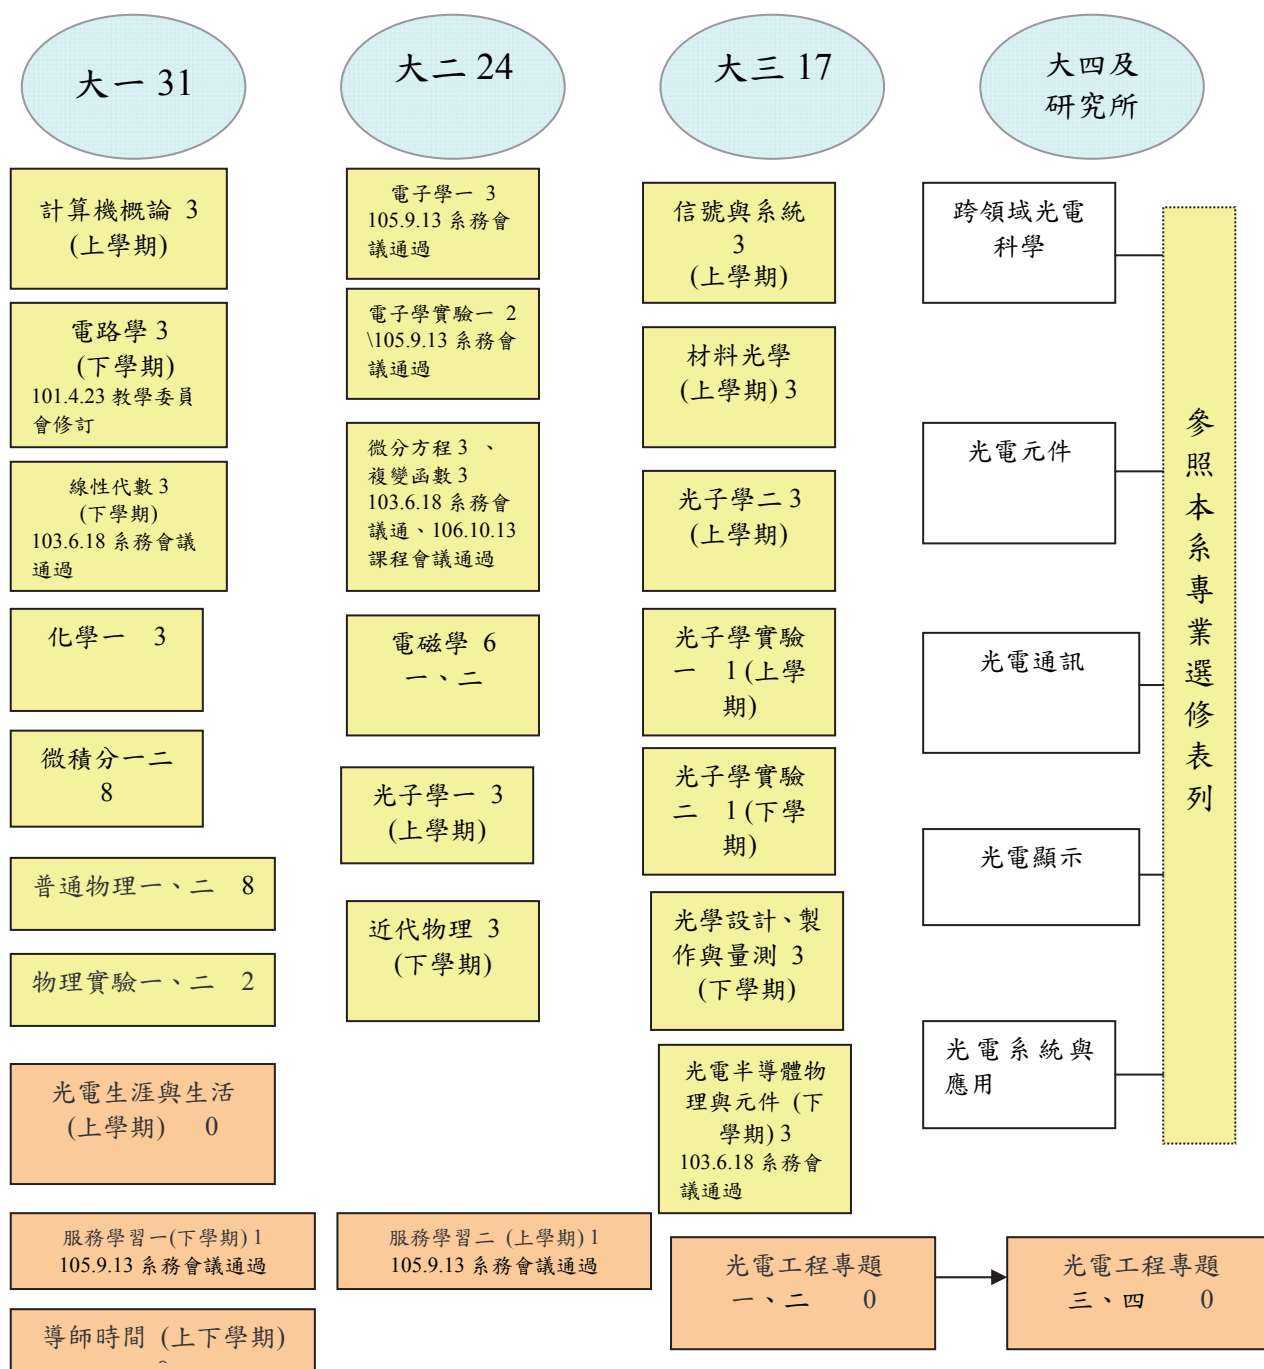 大一 31
計算機概論 3
(上學期)
電路學 3
(下學期)
101.4.23 教學委員
會修訂
線性代數 3
(下學期)
103.6.18 系務會議
通過
化學一 3
微積分一二
8
普通物理一、二 8
物理實驗一、二 2
光電生涯與生活
(上學期) 0
服務學習一(下學期) 1
105.9.13 系務會議通過
導師時間 (上下學期)
大二 24
電子學一 3
105.9.13 系務會
議通過
電子學實驗一 2
\105.9.13 系務會
議通過
微分方程 3 、
複變函數 3
103.6.18 系務會
議通、106.10.13
課程會議通過
電磁學 6
一、二
光子學一 3
(上學期)
近代物理 3
(下學期)
服務學習二 (上學期) 1
105.9.13 系務會議通過
大三 17
信號與系統
3
(上學期)
材料光學
(上學期) 3
光子學二 3
(上學期)
光子學實驗
一 1 (上學
期)
光子學實驗
二 1 (下學
期)
光學設計、製
作與量測 3
(下學期)
光電半導體物
理與元件 (下
學期) 3
103.6.18 系務會
議通過
光電工程專題
一、二 0
大四及
研究所
跨領域光電
科學
光電元件
光電通訊
光電顯示
光電系統與
應用
光電工程專題
三、四 0
參照本系專業選修表列